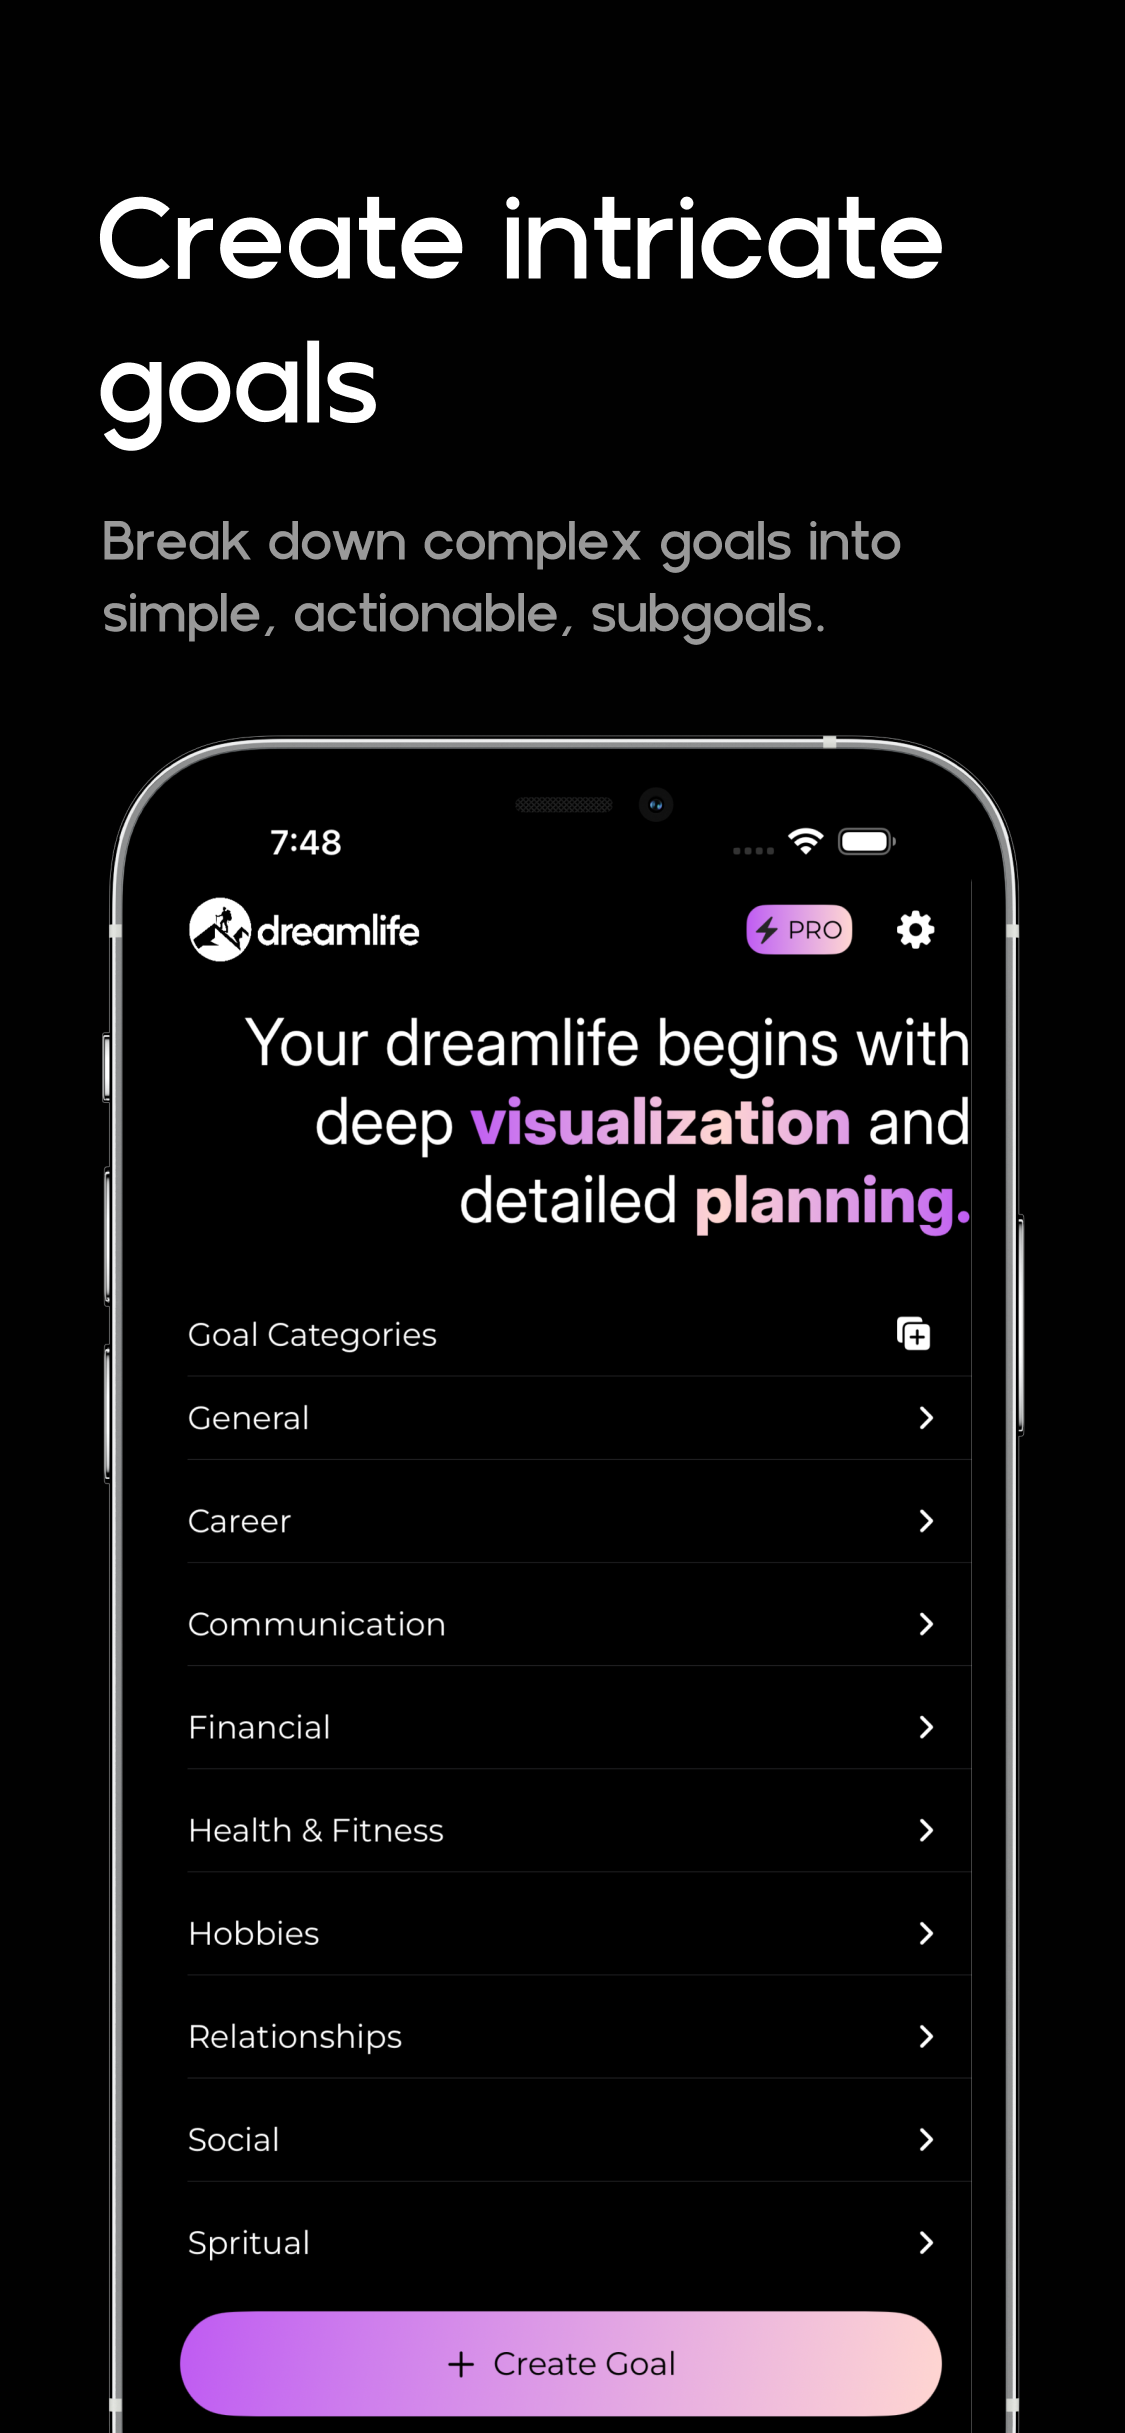 Create intricate
goals
Break down complex goals into
simple, actionable, subgoals.
7:48
dreamlife
PRO
Your dreamlife begins with
deep visualization and
detailed planning.
Goal Categories
General
Career
Communication
Financial
Health & Fitness
Hobbies
Relationships
Social
Spritual
+ Create Goal